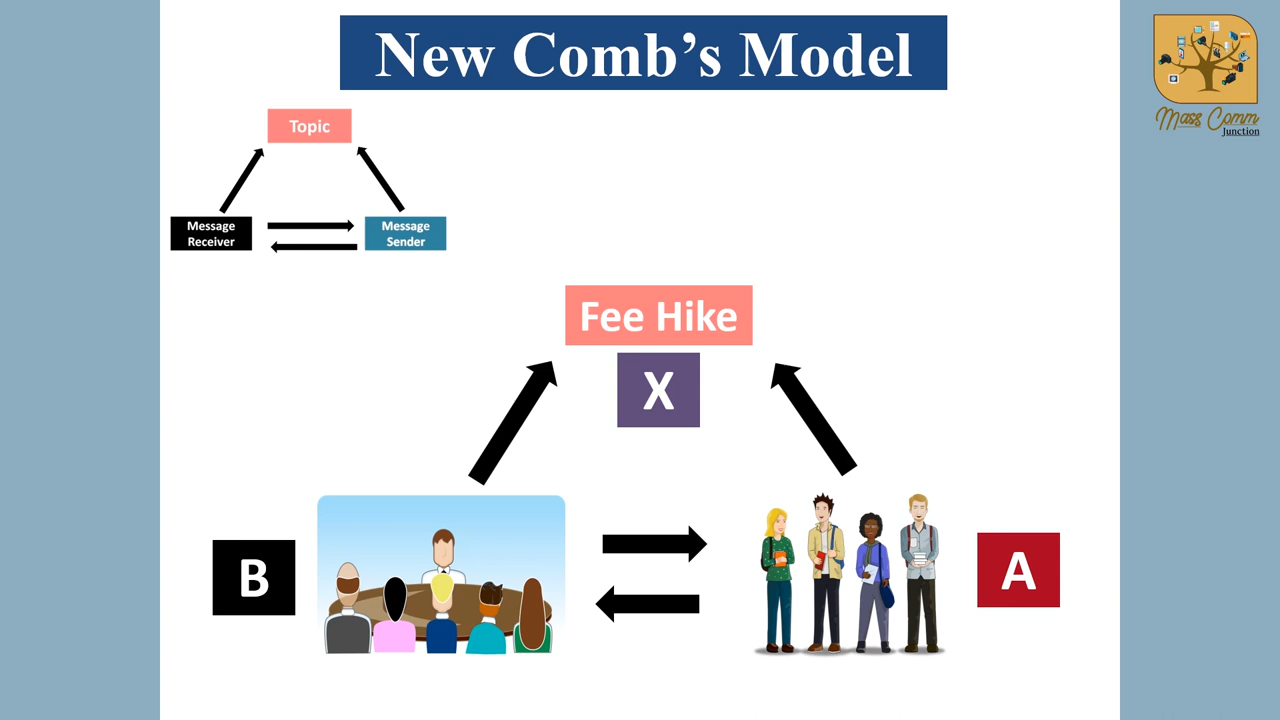 New Comb's Model
Mass Comm
Junction
Topic
Message
Receiver
Message
Sender
Fee Hike
X
B
A